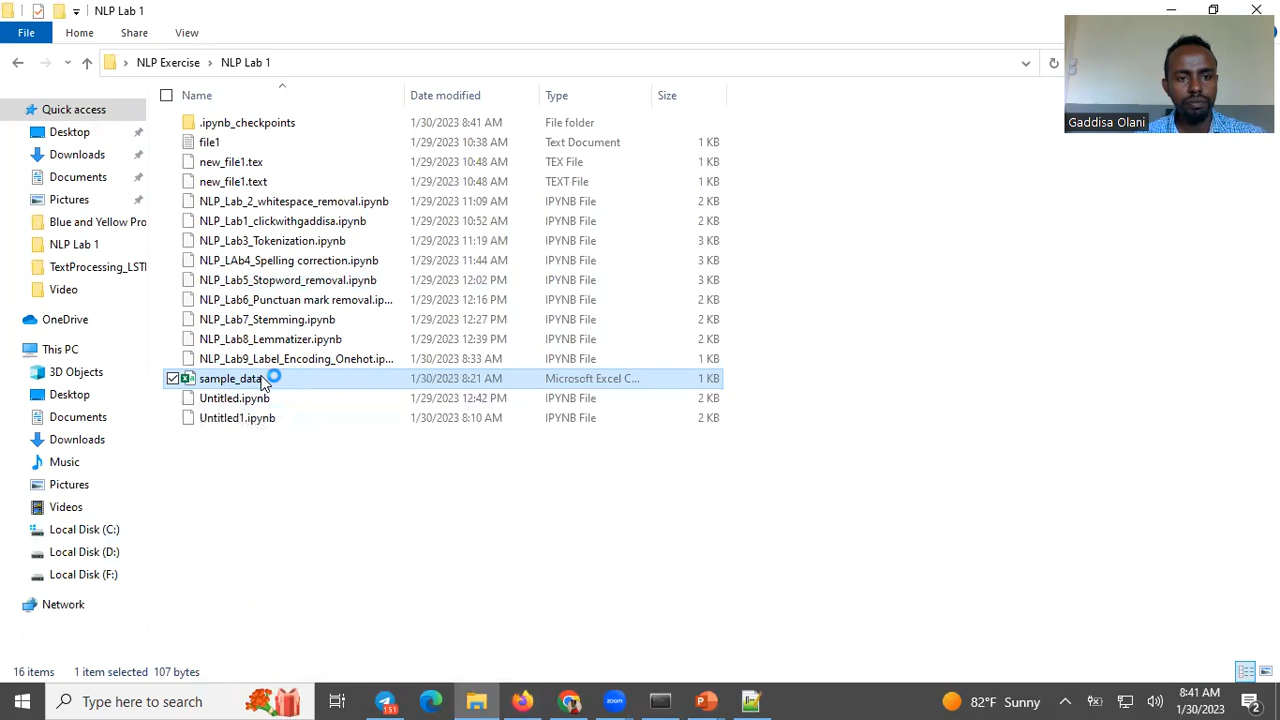 NLP Lab 1
File Home Share View
NLP Exercise NLP Lab 1
Name Date modified Type Size
Quick access
Desktop
Downloads
Documents
Pictures
Blue and Yellow Pro
NLP Lab 1
TextProcessing_LSTI
Video
OneDrive
This PC
3D Objects
Desktop
Documents
Downloads
Music
Pictures
Videos
Local Disk (C:)
Local Disk (D:)
Local Disk (F:)
Network
.ipynb_checkpoints 1/30/2023 8:41 AM File folder
file1 1/29/2023 10:38 AM Text Document 1 KB
new_file1.tex 1/29/2023 10:48 AM TEX File 1 KB
new_file1.text 1/29/2023 10:48 AM TEXT File 1 KB
NLP_Lab_2_whitespace_removal.ipynb 1/29/2023 11:09 AM IPYNB File 2 KB
NLP_Lab1_clickwithgaddisa.ipynb 1/29/2023 10:52 AM IPYNB File 2 KB
NLP_Lab3_Tokenization.ipynb 1/29/2023 11:19 AM IPYNB File 3 KB
NLP_LAb4_Spelling correction.ipynb 1/29/2023 11:44 AM IPYNB File 3 KB
NLP_Lab5_Stopword_removal.ipynb 1/29/2023 12:02 PM IPYNB File 3 KB
NLP_Lab6_Punctuan mark removal.ip... 1/29/2023 12:16 PM IPYNB File 2 KB
NLP_Lab7_Stemming.ipynb 1/29/2023 12:27 PM IPYNB File 2 KB
NLP_Lab8_Lemmatizer.ipynb 1/29/2023 12:39 PM IPYNB File 2 KB
NLP_Lab9_Label_Encoding_Onehot.ip... 1/30/2023 8:33 AM IPYNB File 2 KB
sample_data 1/30/2023 8:21 AM Microsoft Excel C... 1 KB
Untitled.ipynb 1/29/2023 12:42 PM IPYNB File 2 KB
Untitled1.ipynb 1/30/2023 8:10 AM IPYNB File 2 KB
Gaddisa Olani
16 items 1 item selected 107 bytes
Type here to search
151
zoom
82°F Sunny
8:41 AM
1/30/2023
2